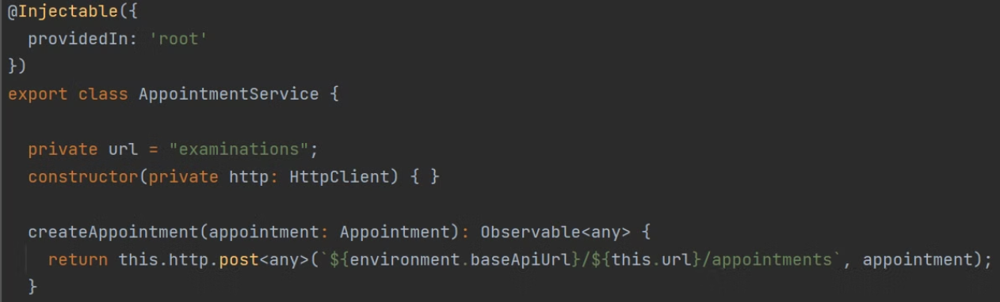 @Injectable({
  providedIn: 'root'
})
export class AppointmentService {
  private url = "examinations";
  constructor(private http: HttpClient) { }
  createAppointment(appointment: Appointment): Observable<any> {
    return this.http.post<any>(`${environment.baseApiUrl}/${this.url}/appointments`, appointment);
  }